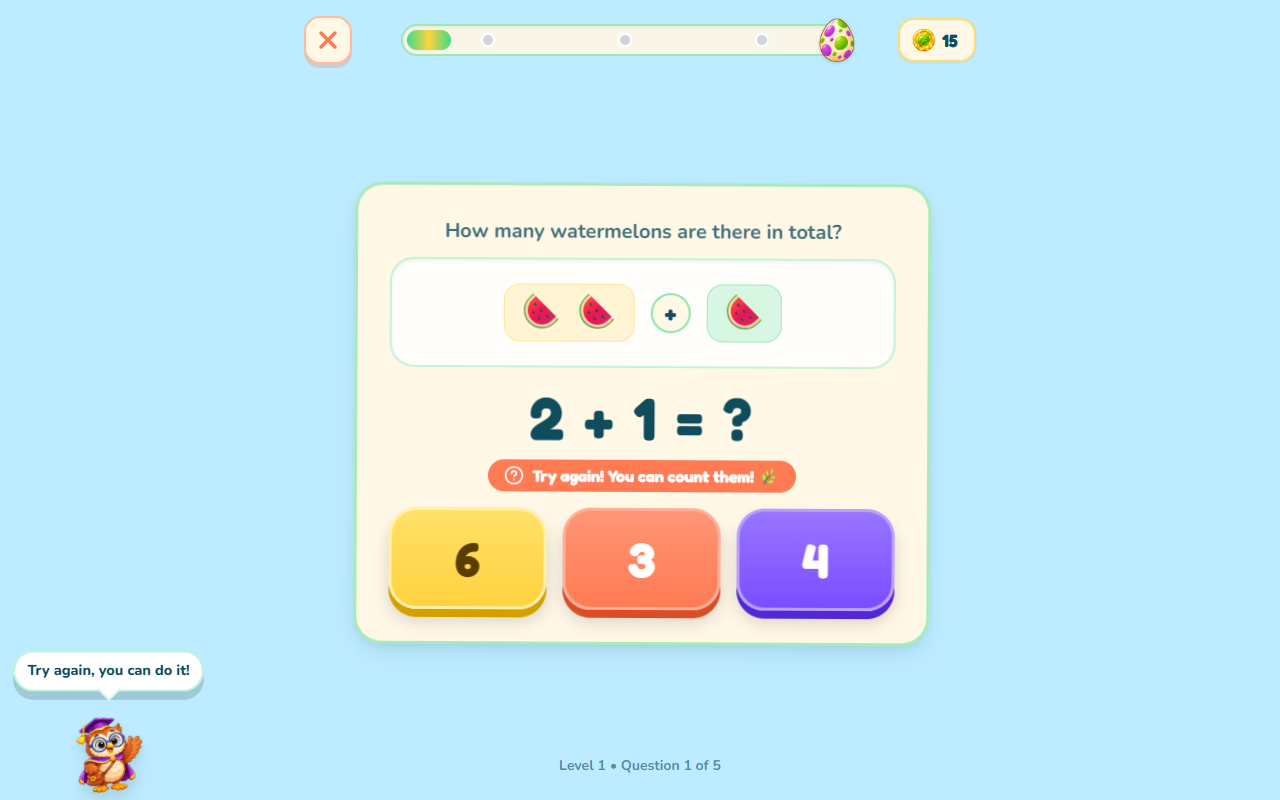 15
How many watermelons are there in total?
+
2 + 1 = ?
Try again! You can count them!
6
3
4
Try again, you can do it!
Level 1 • Question 1 of 5